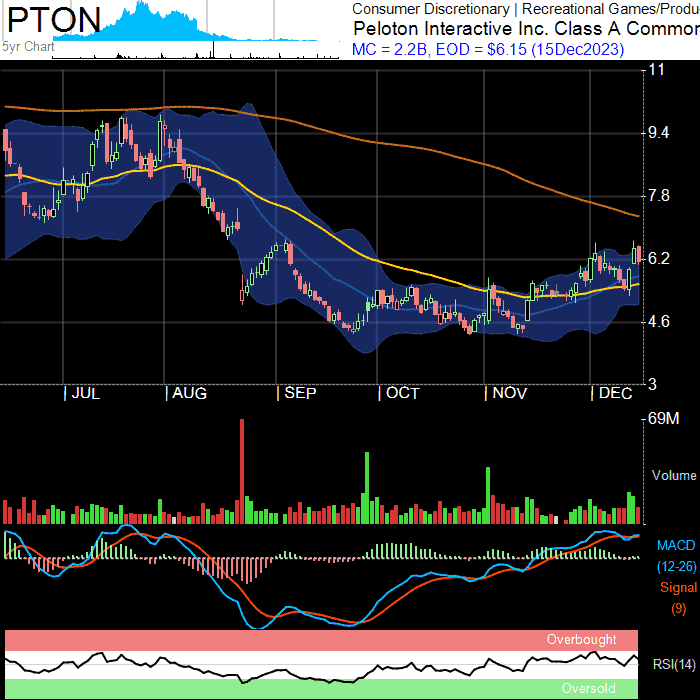 PTON
5yr Chart
Consumer Discretionary | Recreational Games/Produ
Peloton Interactive Inc. Class A Common
MC = 2.2B, EOD = $6.15 (15Dec2023)
11
9.4
7.8
6.2
4.6
3
| JUL | AUG | SEP | OCT | NOV | DEC
69M
Volume
MACD
(12-26)
Signal
(9)
Overbought
RSI(14)
Oversold